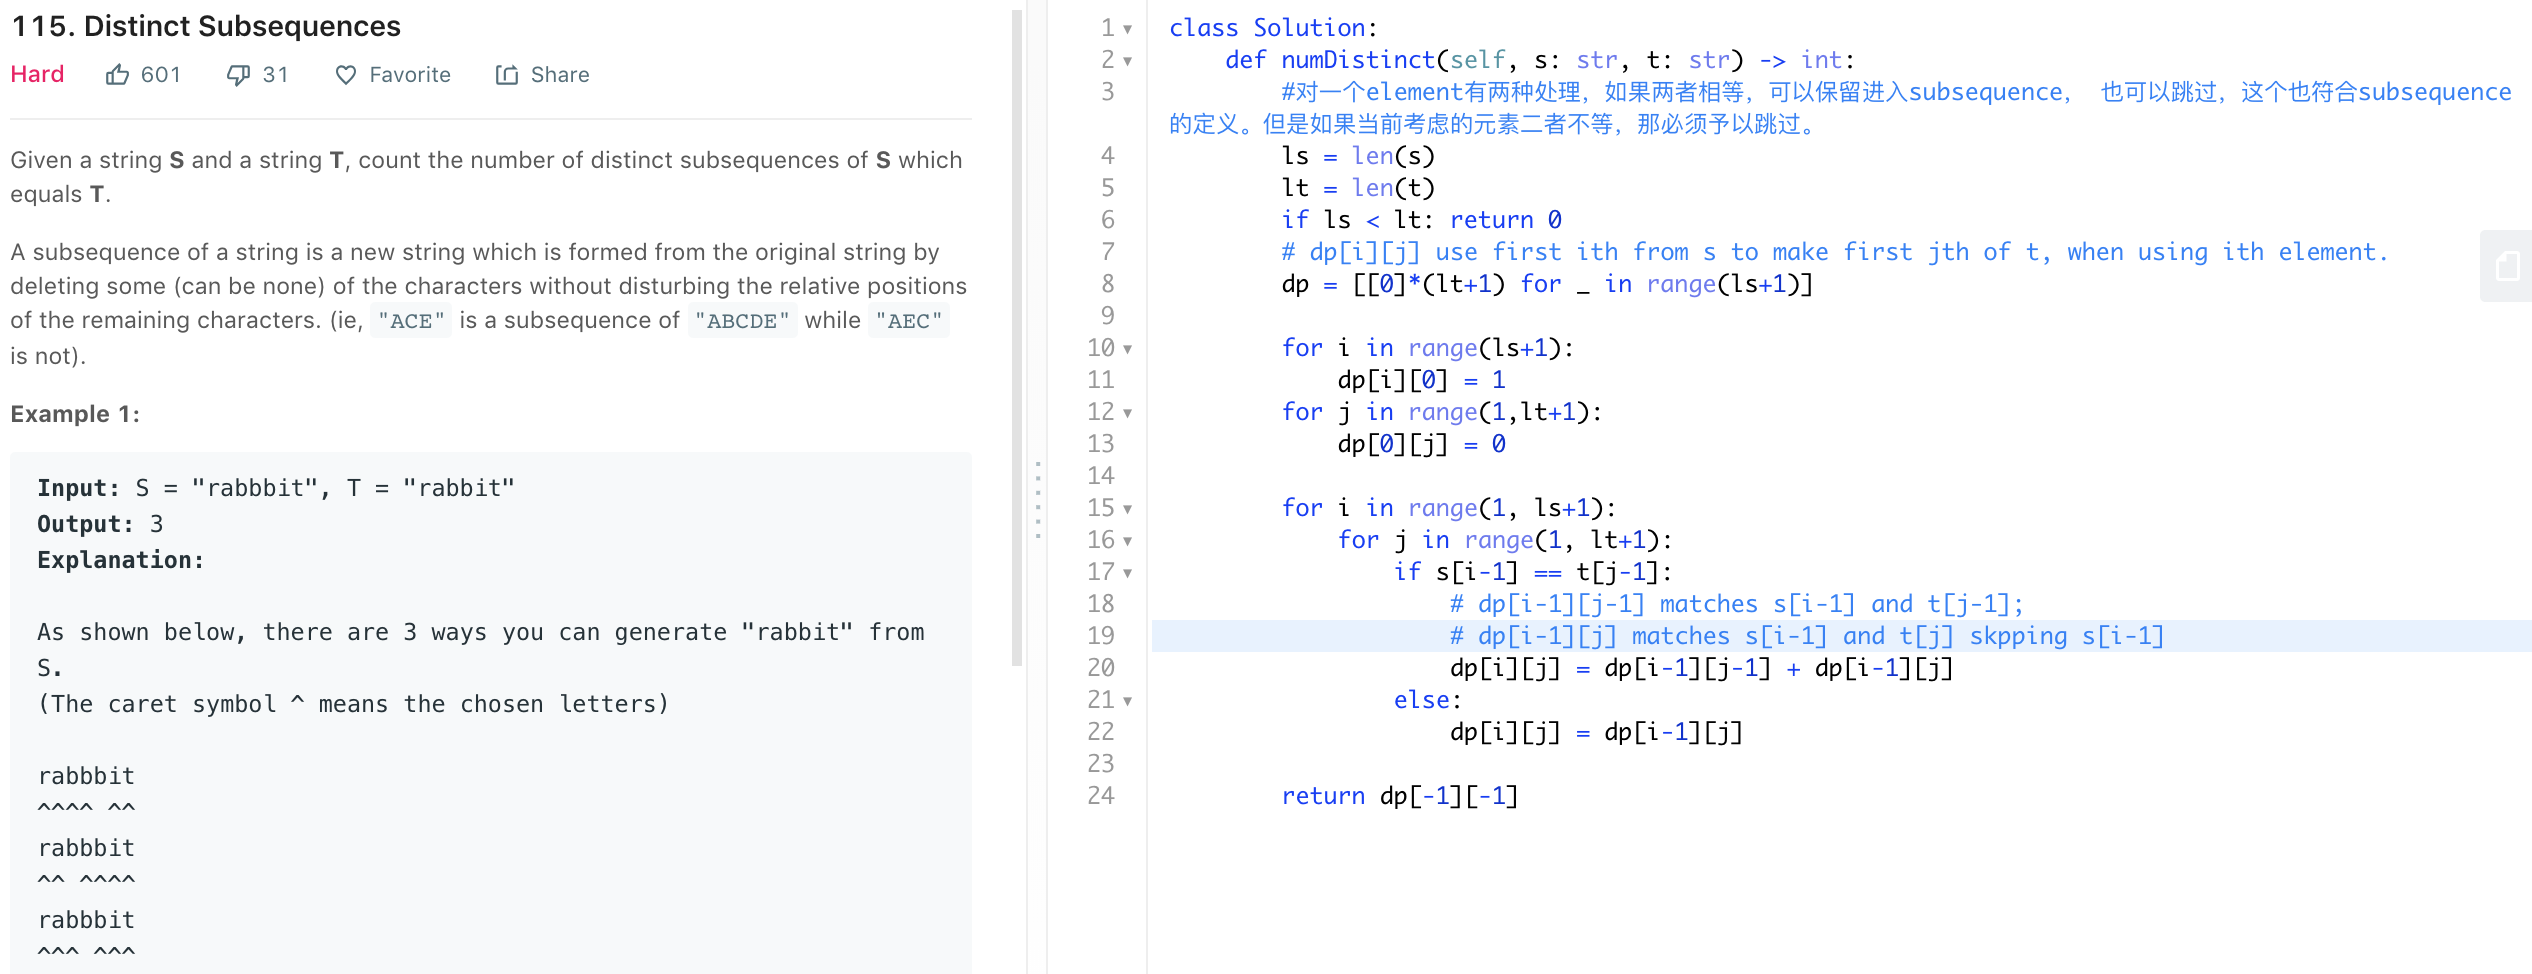 115. Distinct Subsequences
Hard 601 31 Favorite Share
Given a string S and a string T, count the number of distinct subsequences of S which
equals T.
A subsequence of a string is a new string which is formed from the original string by
deleting some (can be none) of the characters without disturbing the relative positions
of the remaining characters. (ie, "ACE" is a subsequence of "ABCDE" while "AEC"
is not).
Example 1:
Input: S = "rabbbit", T = "rabbit"
Output: 3
Explanation:
As shown below, there are 3 ways you can generate "rabbit" from
S.
(The caret symbol ^ means the chosen letters)
rabbbit
^^^^ ^^
rabbbit
^^ ^^^^
rabbbit
^^^ ^^^
1 class Solution:
2     def numDistinct(self, s: str, t: str) -> int:
3         #对一个element有两种处理，如果两者相等，可以保留进入subsequence， 也可以跳过，这个也符合subsequence
的定义。但是如果当前考虑的元素二者不等，那必须予以跳过。
4         ls = len(s)
5         lt = len(t)
6         if ls < lt: return 0
7         # dp[i][j] use first ith from s to make first jth of t, when using ith element.
8         dp = [[0]*(lt+1) for _ in range(ls+1)]
9
10         for i in range(ls+1):
11             dp[i][0] = 1
12         for j in range(1,lt+1):
13             dp[0][j] = 0
14
15         for i in range(1, ls+1):
16             for j in range(1, lt+1):
17                 if s[i-1] == t[j-1]:
18                     # dp[i-1][j-1] matches s[i-1] and t[j-1];
19                     # dp[i-1][j] matches s[i-1] and t[j] skpping s[i-1]
20                     dp[i][j] = dp[i-1][j-1] + dp[i-1][j]
21                 else:
22                     dp[i][j] = dp[i-1][j]
23
24         return dp[-1][-1]